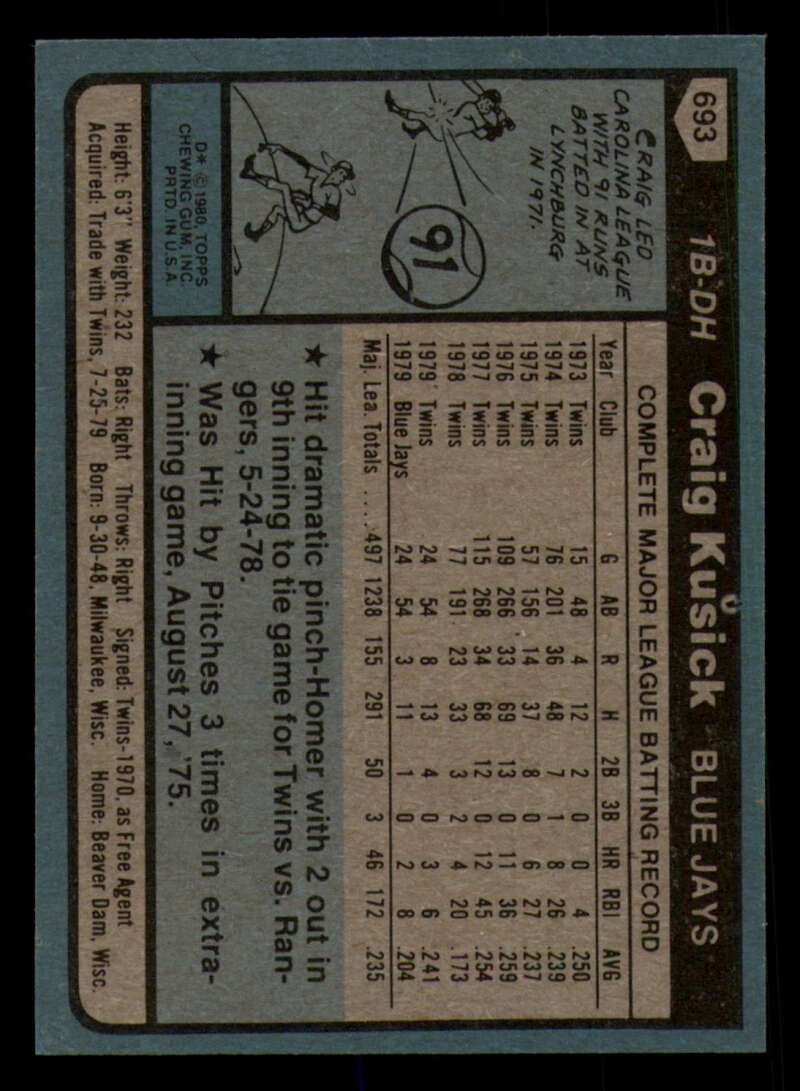 693 1B-DH Craig Kusick BLUE JAYS
CRAIG LED
CAROLINA LEAGUE
WITH 91 RUNS
BATTED IN AT
LYNCHBURG
IN 1971.
91
D* © 1980, TOPPS
CHEWING GUM, INC.
PRTD. IN U.S.A.
COMPLETE MAJOR LEAGUE BATTING RECORD
Year Club G AB R H 2B 3B HR RBI AVG
1973 Twins 15 48 4 12 2 0 0 4 .250
1974 Twins 76 201 36 48 7 1 8 26 .239
1975 Twins 57 156 14 37 8 0 6 27 .237
1976 Twins 109 266 33 69 13 0 11 36 .259
1977 Twins 115 268 34 68 12 0 12 45 .254
1978 Twins 77 191 23 33 3 2 4 20 .173
1979 Twins 24 54 8 13 4 0 3 6 .241
1979 Blue Jays 24 54 3 11 1 0 2 8 .204
Maj. Lea. Totals .... 497 1238 155 291 50 3 46 172 .235
★ Hit dramatic pinch-Homer with 2 out in
9th inning to tie game for Twins vs. Ran-
gers, 5-24-78.
★ Was Hit by Pitches 3 times in extra-
inning game, August 27, '75.
Height: 6'3" Weight: 232 Bats: Right Throws: Right Signed: Twins-1970, as Free Agent
Acquired: Trade with Twins, 7-25-79 Born: 9-30-48, Milwaukee, Wisc. Home: Beaver Dam, Wisc.